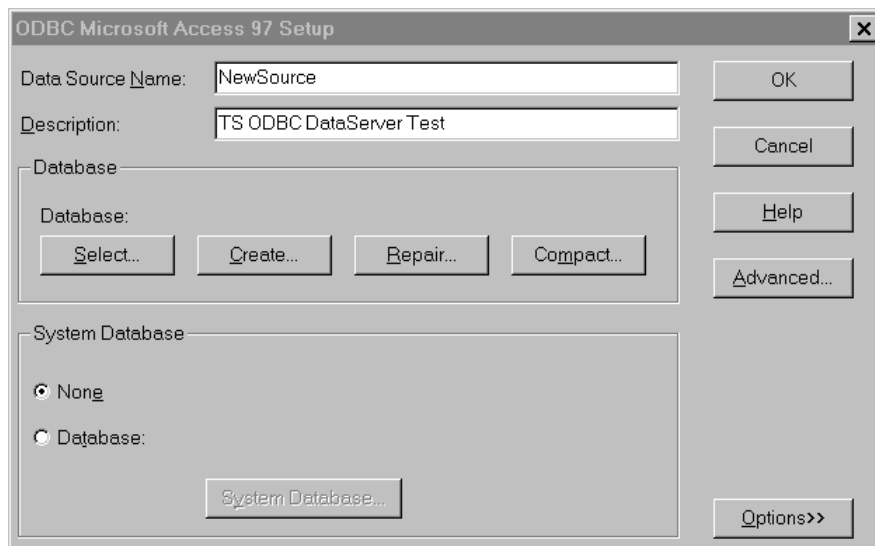 ODBC Microsoft Access 97 Setup
Data Source Name:
NewSource
OK
Description:
TS ODBC DataServer Test
Cancel
Database
Database:
Select...
Create...
Repair...
Compact...
Help
Advanced...
System Database
None
Database:
System Database...
Options>>